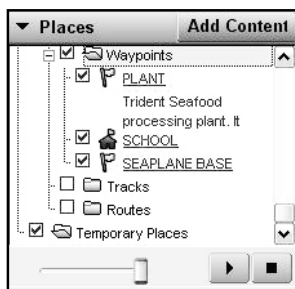 Places Add Content
Waypoints
PLANT
Trident Seafood
processing plant. It
SCHOOL
SEAPLANE BASE
Tracks
Routes
Temporary Places